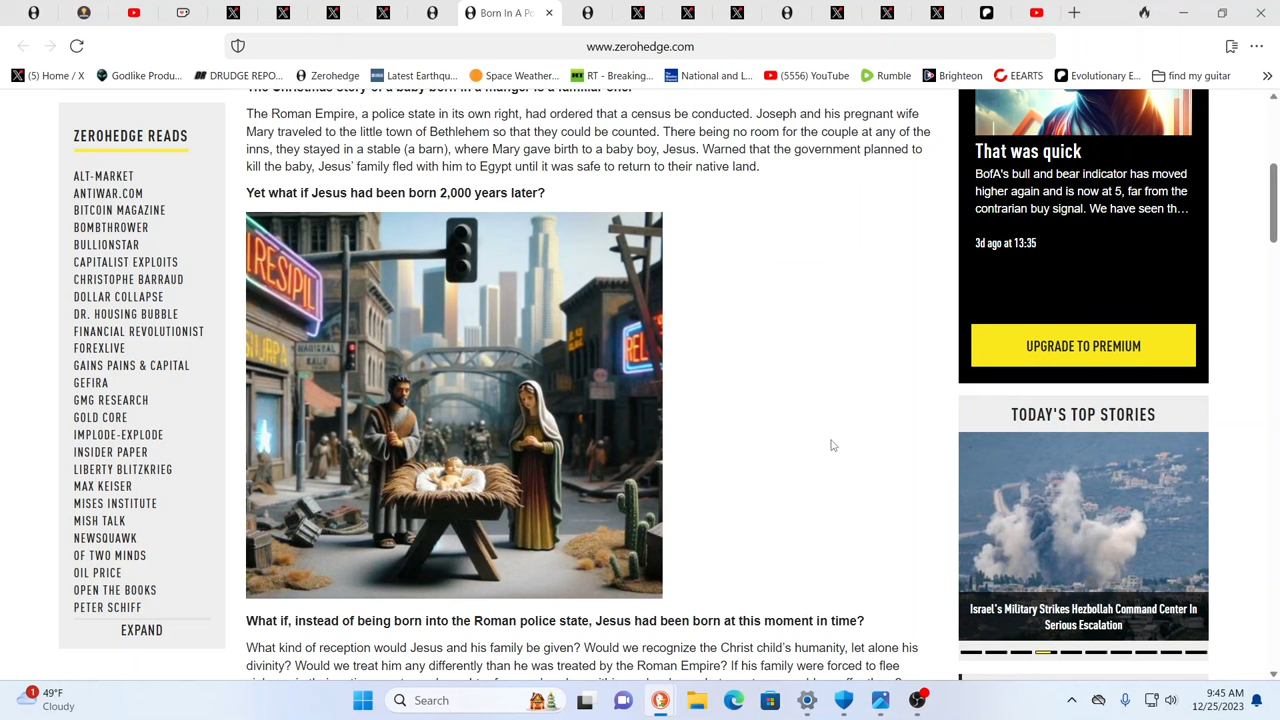 Born In A Po
www.zerohedge.com
(5) Home / X
Godlike Produ...
DRUDGE REPO...
Zerohedge
Latest Earthqu...
Space Weather...
RT - Breaking...
National and L...
(5556) YouTube
Rumble
Brighteon
EEARTS
Evolutionary E...
find my guitar
ZEROHEDGE READS
ALT-MARKET
ANTIWAR.COM
BITCOIN MAGAZINE
BOMBTHROWER
BULLIONSTAR
CAPITALIST EXPLOITS
CHRISTOPHE BARRAUD
DOLLAR COLLAPSE
DR. HOUSING BUBBLE
FINANCIAL REVOLUTIONIST
FOREXLIVE
GAINS PAINS & CAPITAL
GEFIRA
GMG RESEARCH
GOLD CORE
IMPLODE-EXPLODE
INSIDER PAPER
LIBERTY BLITZKRIEG
MAX KEISER
MISES INSTITUTE
MISH TALK
NEWSQUAWK
OF TWO MINDS
OIL PRICE
OPEN THE BOOKS
PETER SCHIFF
EXPAND
The Christmas story of a baby born in a manger is a familiar one.
The Roman Empire, a police state in its own right, had ordered that a census be conducted. Joseph and his pregnant wife
Mary traveled to the little town of Bethlehem so that they could be counted. There being no room for the couple at any of the
inns, they stayed in a stable (a barn), where Mary gave birth to a baby boy, Jesus. Warned that the government planned to
kill the baby, Jesus' family fled with him to Egypt until it was safe to return to their native land.
Yet what if Jesus had been born 2,000 years later?
IRESIPIL
REL
What if, instead of being born into the Roman police state, Jesus had been born at this moment in time?
What kind of reception would Jesus and his family be given? Would we recognize the Christ child's humanity, let alone his
divinity? Would we treat him any differently than he was treated by the Roman Empire? If his family were forced to flee
That was quick
BofA's bull and bear indicator has moved
higher again and is now at 5, far from the
contrarian buy signal. We have seen th...
3d ago at 13:35
UPGRADE TO PREMIUM
TODAY'S TOP STORIES
Israel's Military Strikes Hezbollah Command Center In
Serious Escalation
1
49°F
Cloudy
Search
9:45 AM
12/25/2023